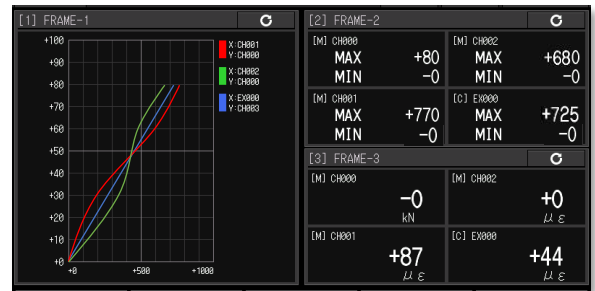 [1] FRAME-1
+100
+90
+80
+70
+60
+50
+40
+30
+20
+10
+0
+0 +500 +1000
X:CH001
Y:CH000
X:CH002
Y:CH000
X:EX000
Y:CH003
[2] FRAME-2
[M] CH000
MAX +80
MIN -0
[M] CH002
MAX +680
MIN -0
[M] CH001
MAX +770
MIN -0
[C] EX000
MAX +725
MIN -0
[3] FRAME-3
[M] CH000
-0
kN
[M] CH002
+0
με
[M] CH001
+87
με
[C] EX000
+44
με